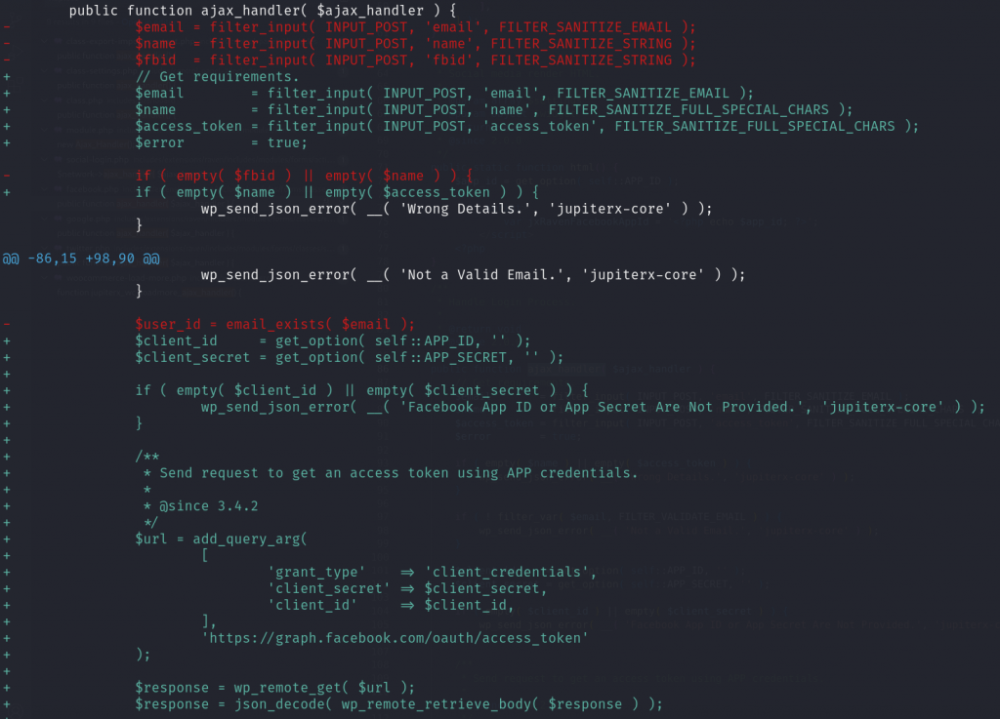 public function ajax_handler( $ajax_handler ) {
-               $email = filter_input( INPUT_POST, 'email', FILTER_SANITIZE_EMAIL );
-               $name  = filter_input( INPUT_POST, 'name', FILTER_SANITIZE_STRING );
-               $fbid  = filter_input( INPUT_POST, 'fbid', FILTER_SANITIZE_STRING );
+               // Get requirements.
+               $email        = filter_input( INPUT_POST, 'email', FILTER_SANITIZE_EMAIL );
+               $name         = filter_input( INPUT_POST, 'name', FILTER_SANITIZE_FULL_SPECIAL_CHARS );
+               $access_token = filter_input( INPUT_POST, 'access_token', FILTER_SANITIZE_FULL_SPECIAL_CHARS );
+               $error        = true;

-               if ( empty( $fbid ) || empty( $name ) ) {
+               if ( empty( $name ) || empty( $access_token ) ) {
                        wp_send_json_error( __( 'Wrong Details.', 'jupiterx-core' ) );
                }

@@ -86,15 +98,90 @@
                        wp_send_json_error( __( 'Not a Valid Email.', 'jupiterx-core' ) );
                }

-               $user_id = email_exists( $email );
+               $client_id     = get_option( self::APP_ID, '' );
+               $client_secret = get_option( self::APP_SECRET, '' );
+
+               if ( empty( $client_id ) || empty( $client_secret ) ) {
+                       wp_send_json_error( __( 'Facebook App ID or App Secret Are Not Provided.', 'jupiterx-core' ) );
+               }
+
+               /**
+                * Send request to get an access token using APP credentials.
+                *
+                * @since 3.4.2
+                */
+               $url = add_query_arg(
+                       [
+                               'grant_type'    => 'client_credentials',
+                               'client_secret' => $client_secret,
+                               'client_id'     => $client_id,
+                       ],
+                       'https://graph.facebook.com/oauth/access_token'
+               );
+
+               $response = wp_remote_get( $url );
+               $response = json_decode( wp_remote_retrieve_body( $response ) );